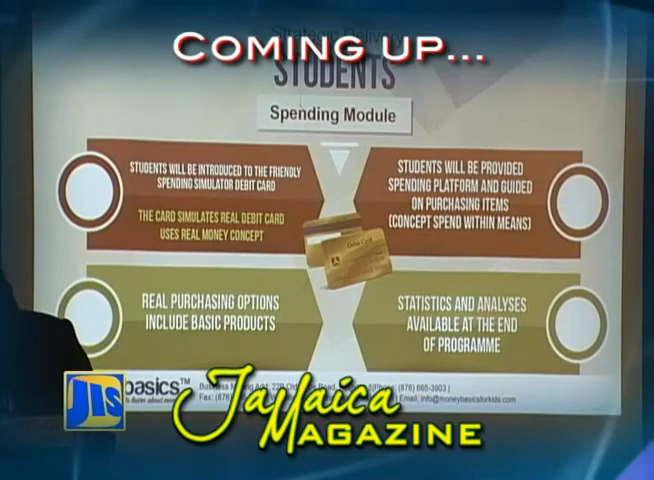 COMING UP...
Strategic Delivery
STUDENTS
Spending Module
STUDENTS WILL BE INTRODUCED TO THE FRIENDLY
SPENDING SIMULATOR DEBIT CARD
THE CARD SIMULATES REAL DEBIT CARD
USES REAL MONEY CONCEPT
STUDENTS WILL BE PROVIDED
SPENDING PLATFORM AND GUIDED
ON PURCHASING ITEMS
(CONCEPT SPEND WITHIN MEANS)
Debit Card
REAL PURCHASING OPTIONS
INCLUDE BASIC PRODUCTS
STATISTICS AND ANALYSES
AVAILABLE AT THE END
OF PROGRAMME
basics™
Road, (876) 665-3903 |
Fax: (876) Email: info@moneybasicsforkids.com
JIS
Jamaica
MAGAZINE